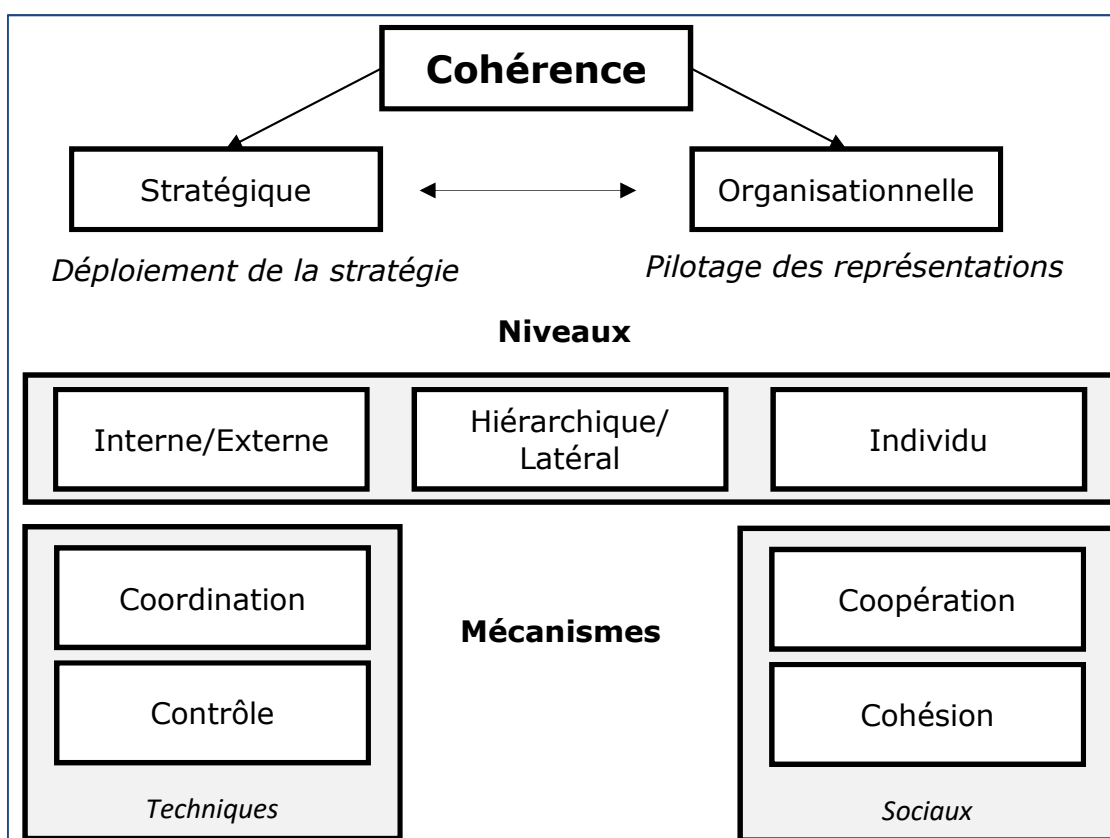 Cohérence
Stratégique
Organisationnelle
Déploiement de la stratégie
Pilotage des représentations
Niveaux
Interne/Externe
Hiérarchique/
Latéral
Individu
Coordination
Coopération
Mécanismes
Contrôle
Cohésion
Techniques
Sociaux